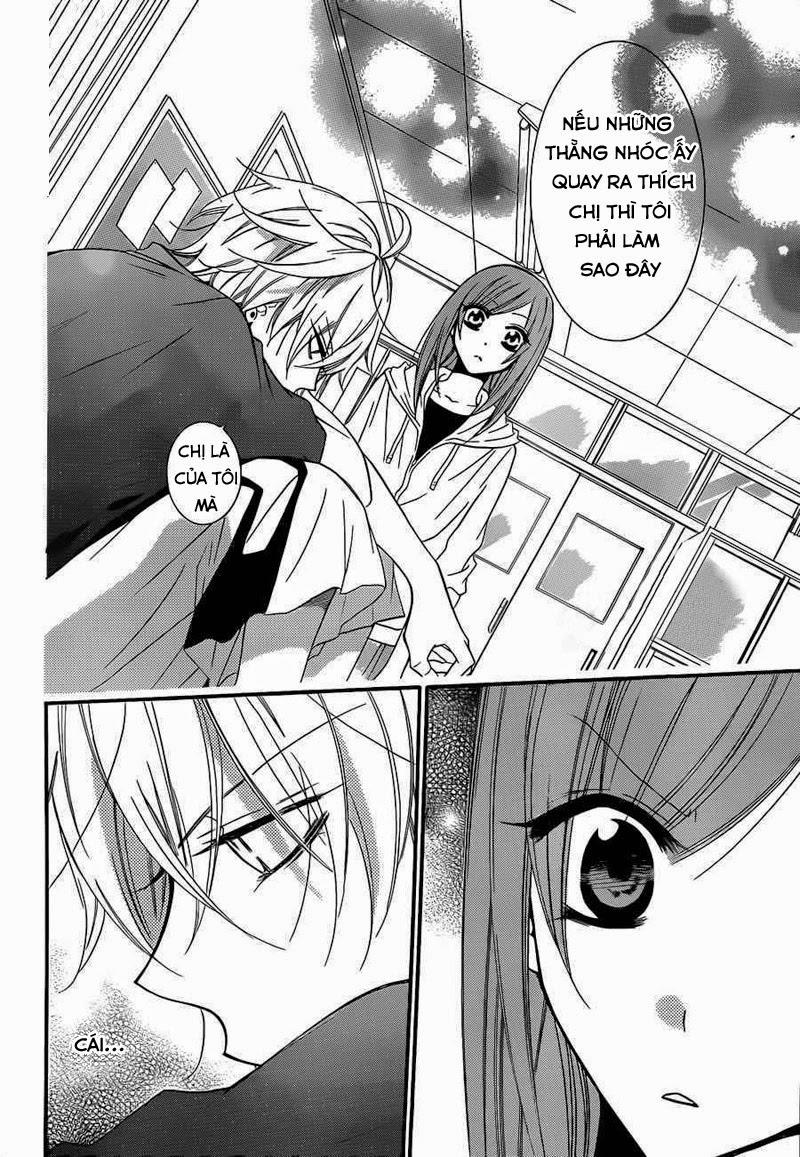 NẾU NHỮNG
THẰNG NHÓC ẤY
QUAY RA THÍCH
CHỊ THÌ TÔI
PHẢI LÀM
SAO ĐÂY
CHỊ LÀ
CỦA TÔI
MÀ
CÁI...